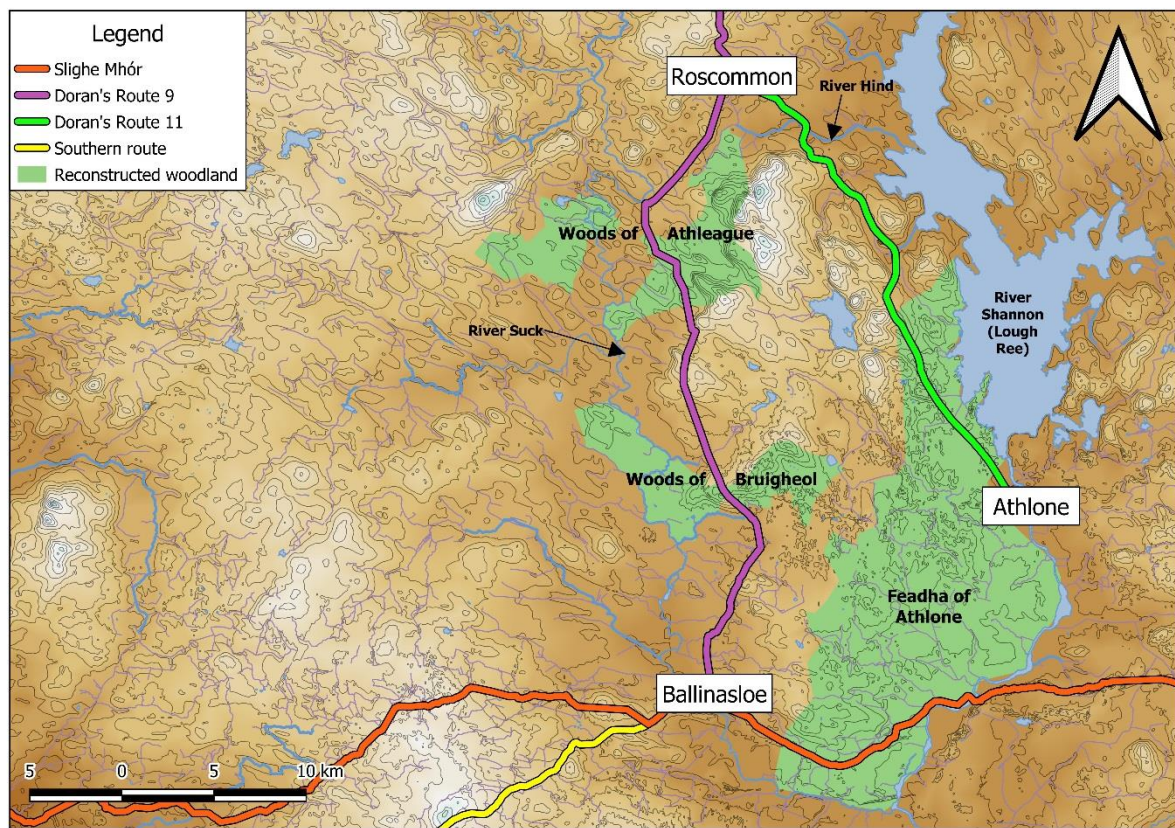 Legend
Slighe Mhór
Doran's Route 9
Doran's Route 11
Southern route
Reconstructed woodland
Roscommon
River Hind
Woods of Athleague
River Suck
River
Shannon
(Lough
Ree)
Woods of Bruigheol
Athlone
Feadha of
Athlone
Ballinasloe
5 0 5 10 km